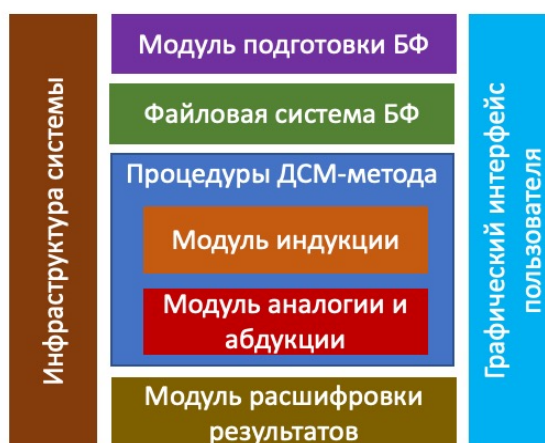 Инфраструктура системы
Модуль подготовки БФ
Файловая система БФ
Процедуры ДСМ-метода
Модуль индукции
Модуль аналогии и
абдукции
Модуль расшифровки
результатов
Графический интерфейс
пользователя